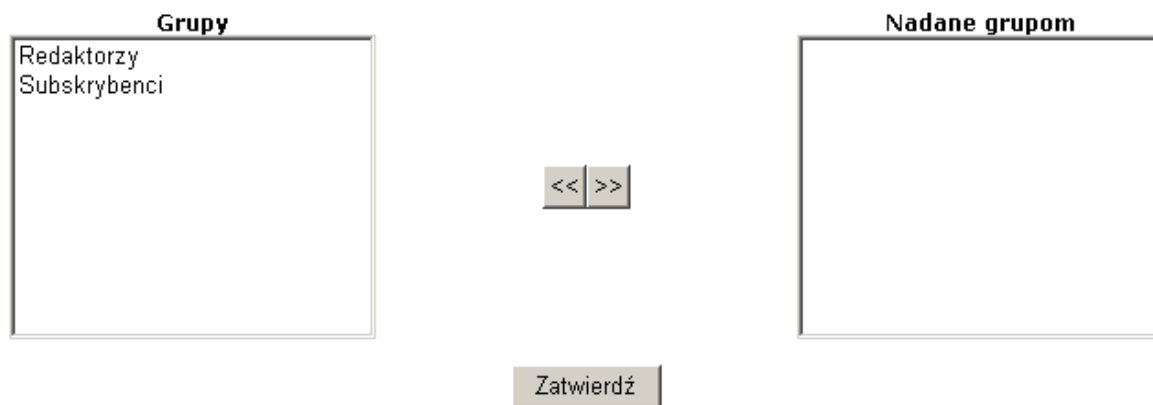 Grupy
Nadane grupom
Redaktorzy
Subskrybenci
<< >>
Zatwierdź